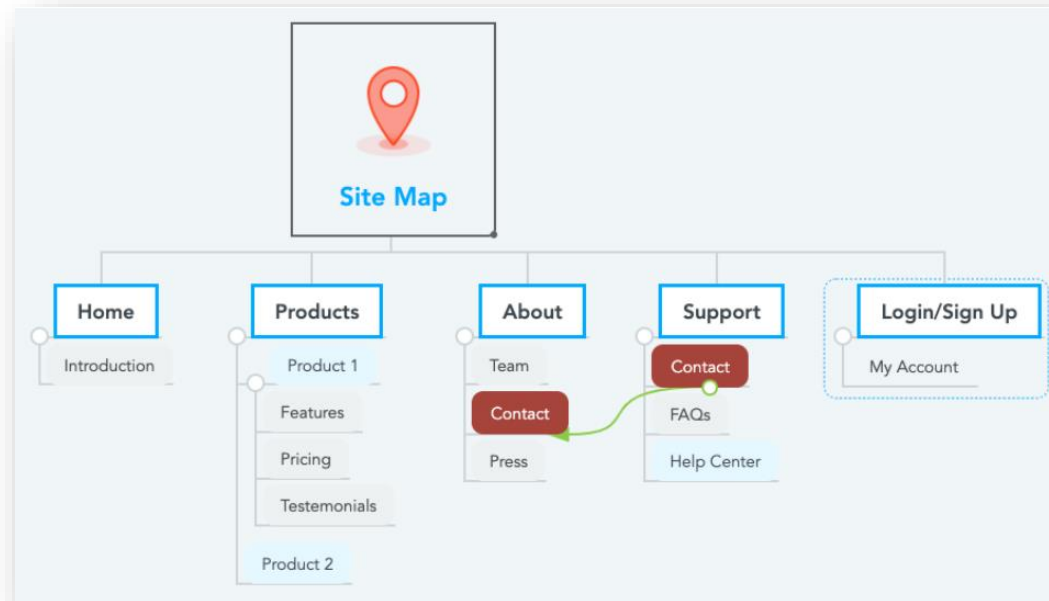 Site Map
Home
Products
About
Support
Login/Sign Up
Introduction
Product 1
Features
Pricing
Testemonials
Product 2
Team
Contact
Press
Contact
FAQs
Help Center
My Account